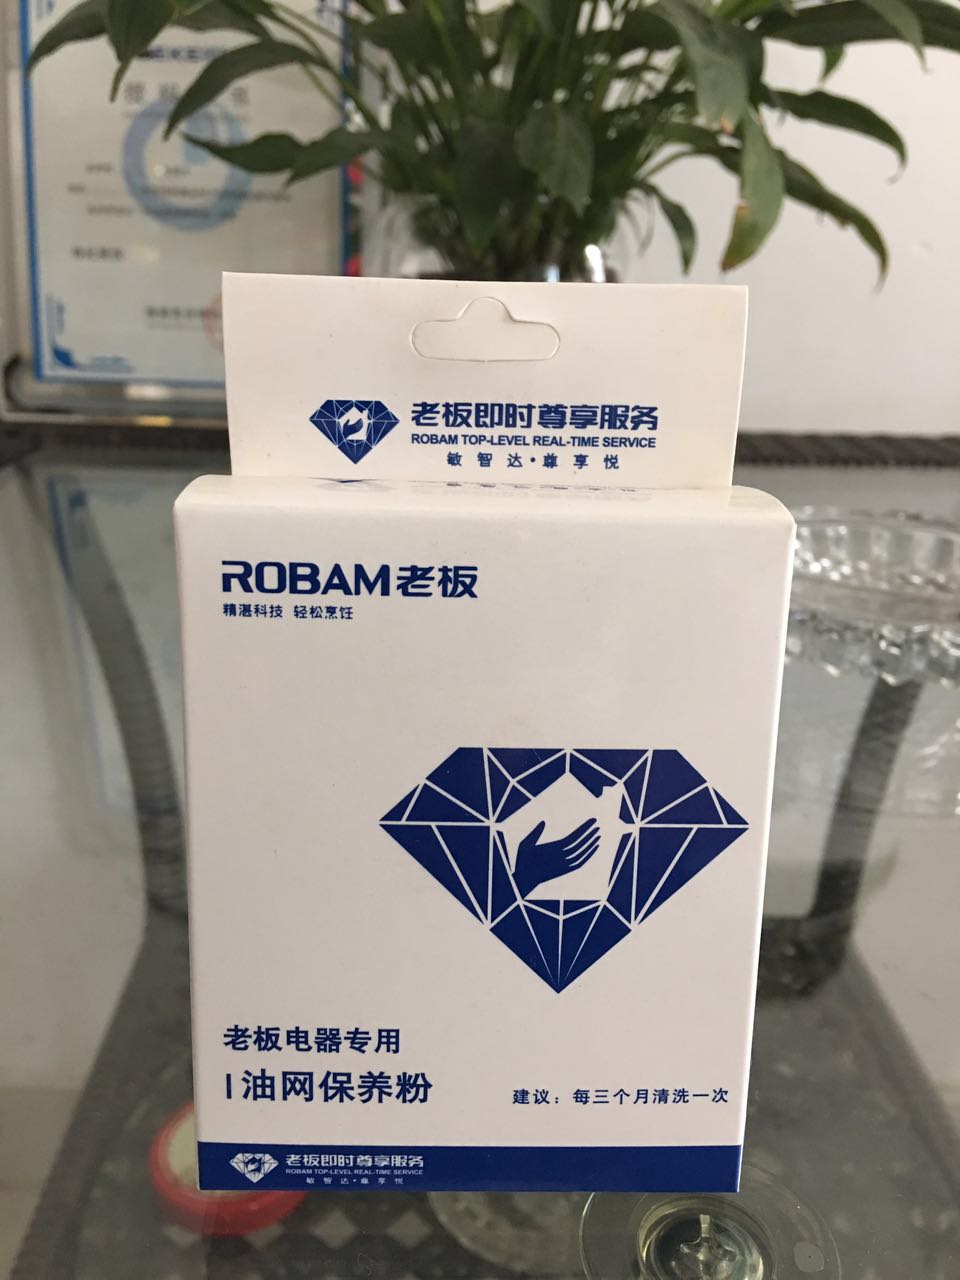 授权书
老板即时尊享服务
ROBAM TOP-LEVEL REAL-TIME SERVICE
敏智达·尊享悦
ROBAM老板
精湛科技 轻松烹饪
老板电器专用
油网保养粉
建议：每三个月清洗一次
老板即时尊享服务
ROBAM TOP-LEVEL REAL-TIME SERVICE
敏智达·尊享悦